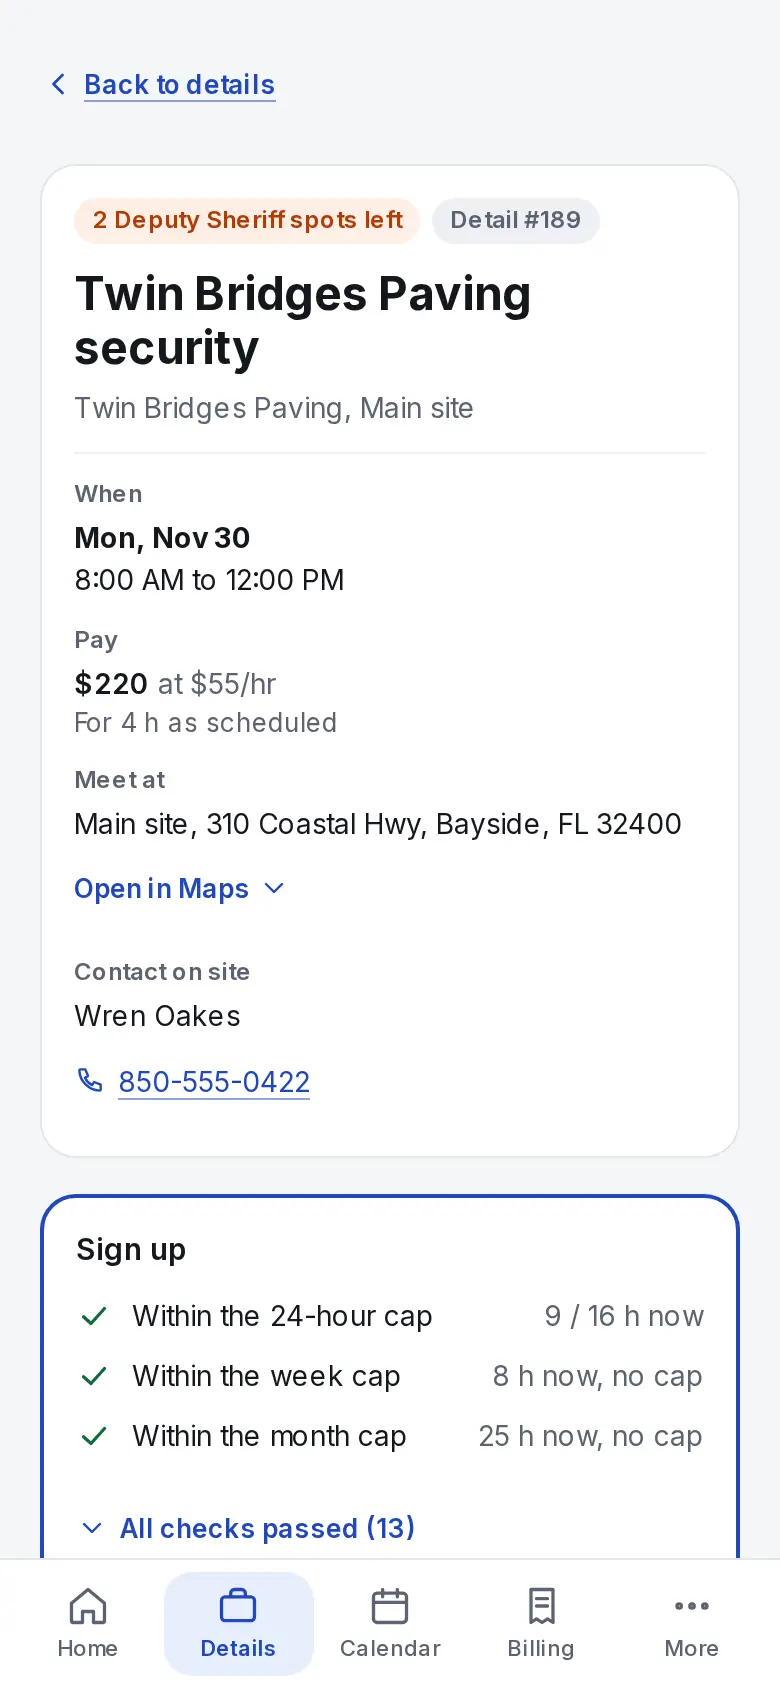 Back to details
2 Deputy Sheriff spots left
Detail #189
Twin Bridges Paving
security
Twin Bridges Paving, Main site
When
Mon, Nov 30
8:00 AM to 12:00 PM
Pay
$220 at $55/hr
For 4 h as scheduled
Meet at
Main site, 310 Coastal Hwy, Bayside, FL 32400
Open in Maps
Contact on site
Wren Oakes
850-555-0422
Sign up
Within the 24-hour cap 9 / 16 h now
Within the week cap 8 h now, no cap
Within the month cap 25 h now, no cap
All checks passed (13)
Home Details Calendar Billing More